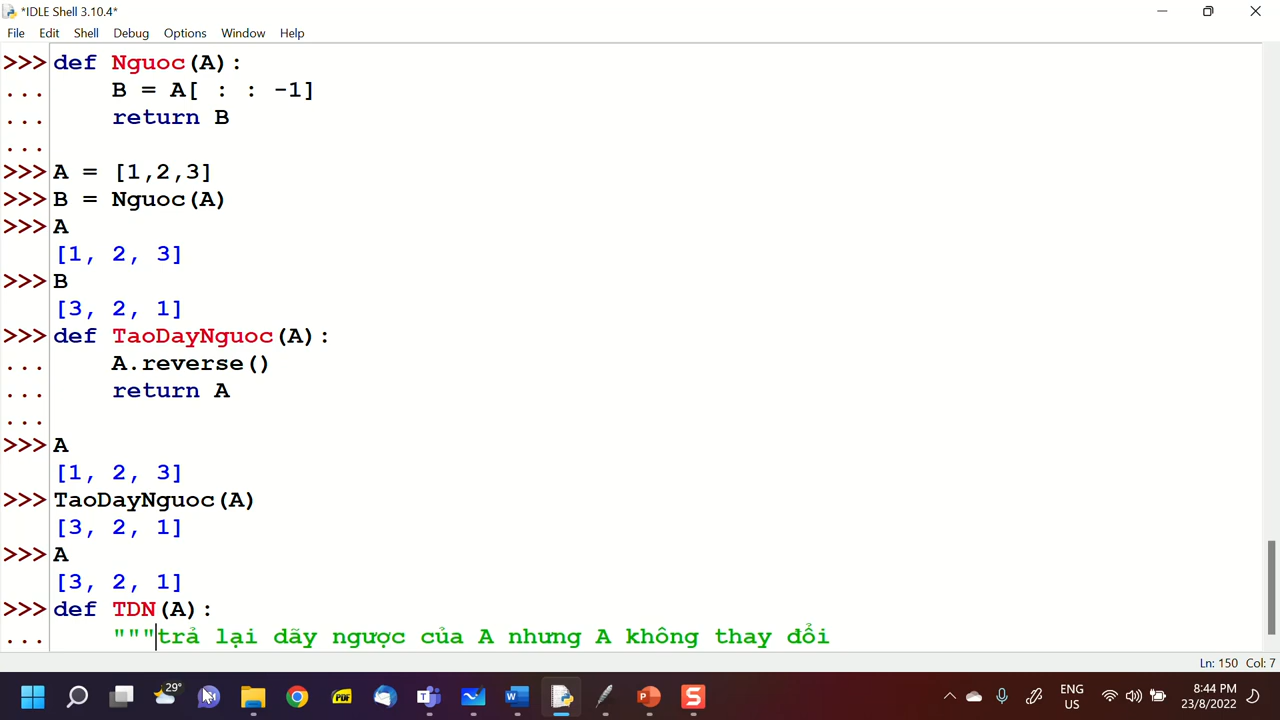 *IDLE Shell 3.10.4*
File Edit Shell Debug Options Window Help
>>> def Nguoc(A):
... B = A[ : : -1]
... return B
...
>>> A = [1,2,3]
>>> B = Nguoc(A)
>>> A
[1, 2, 3]
>>> B
[3, 2, 1]
>>> def TaoDayNguoc(A):
... A.reverse()
... return A
...
>>> A
[1, 2, 3]
>>> TaoDayNguoc(A)
[3, 2, 1]
>>> A
[3, 2, 1]
>>> def TDN(A):
... """trả lại dãy ngược của A nhưng A không thay đổi
Ln: 150 Col: 7
29°
PDF
W
P
S
ENG
US
8:44 PM
23/8/2022